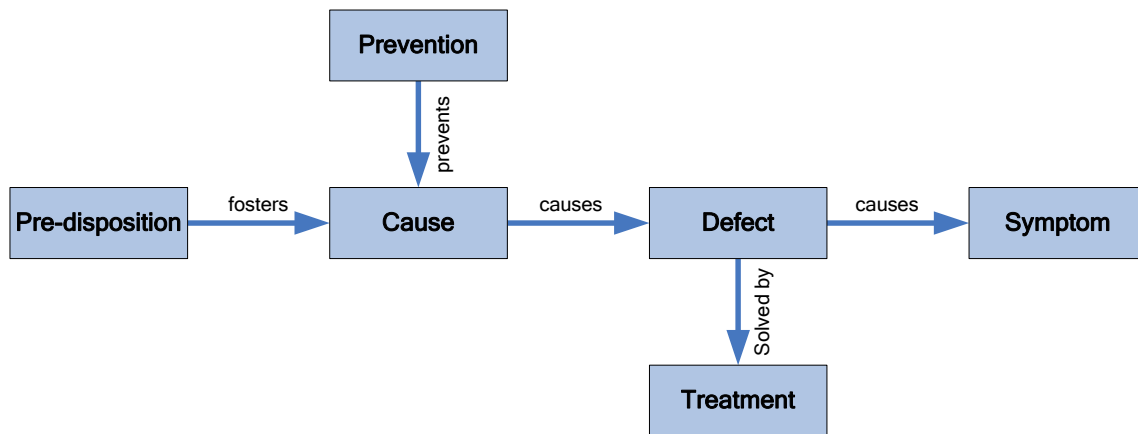 Prevention
prevents
Pre-disposition
fosters
Cause
causes
Defect
causes
Symptom
Solved by
Treatment